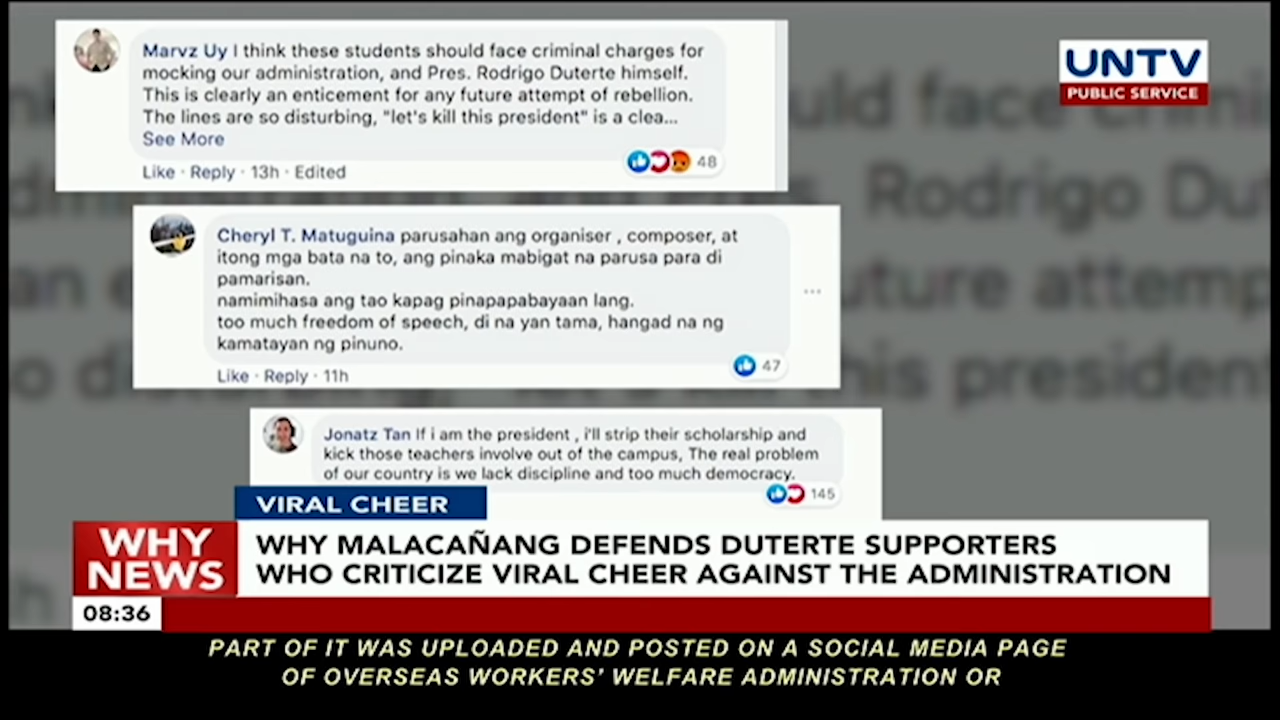 Marvz Uy I think these students should face criminal charges for
mocking our administration, and Pres. Rodrigo Duterte himself.
This is clearly an enticement for any future attempt of rebellion.
The lines are so disturbing, "let's kill this president" is a clea...
See More
Like · Reply · 13h · Edited
48
UNTV
PUBLIC SERVICE
Cheryl T. Matuguina parusahan ang organiser , composer, at
itong mga bata na to, ang pinaka mabigat na parusa para di
pamarisan.
namimihasa ang tao kapag pinapapabayaan lang.
too much freedom of speech, di na yan tama, hangad na ng
kamatayan ng pinuno.
47
Like · Reply · 11h
Jonatz Tan If i am the president , i'll strip their scholarship and
kick those teachers involve out of the campus, The real problem
of our country is we lack discipline and too much democracy.
145
VIRAL CHEER
WHY NEWS
WHY MALACAÑANG DEFENDS DUTERTE SUPPORTERS
WHO CRITICIZE VIRAL CHEER AGAINST THE ADMINISTRATION
08:36
PART OF IT WAS UPLOADED AND POSTED ON A SOCIAL MEDIA PAGE
OF OVERSEAS WORKERS' WELFARE ADMINISTRATION OR